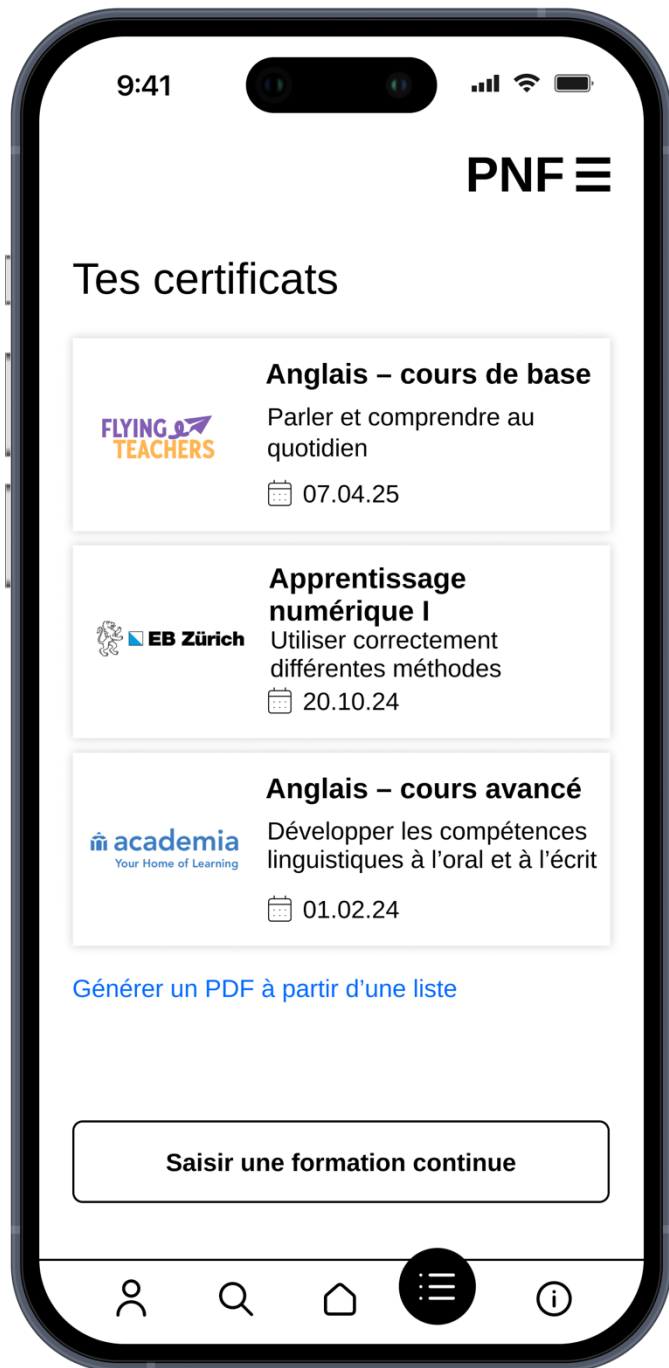 9:41
PNF
Tes certificats
FLYING
TEACHERS
Anglais – cours de base
Parler et comprendre au
quotidien
07.04.25
EB Zürich
Apprentissage
numérique I
Utiliser correctement
différentes méthodes
20.10.24
academia
Your Home of Learning
Anglais – cours avancé
Développer les compétences
linguistiques à l’oral et à l’écrit
01.02.24
Générer un PDF à partir d’une liste
Saisir une formation continue